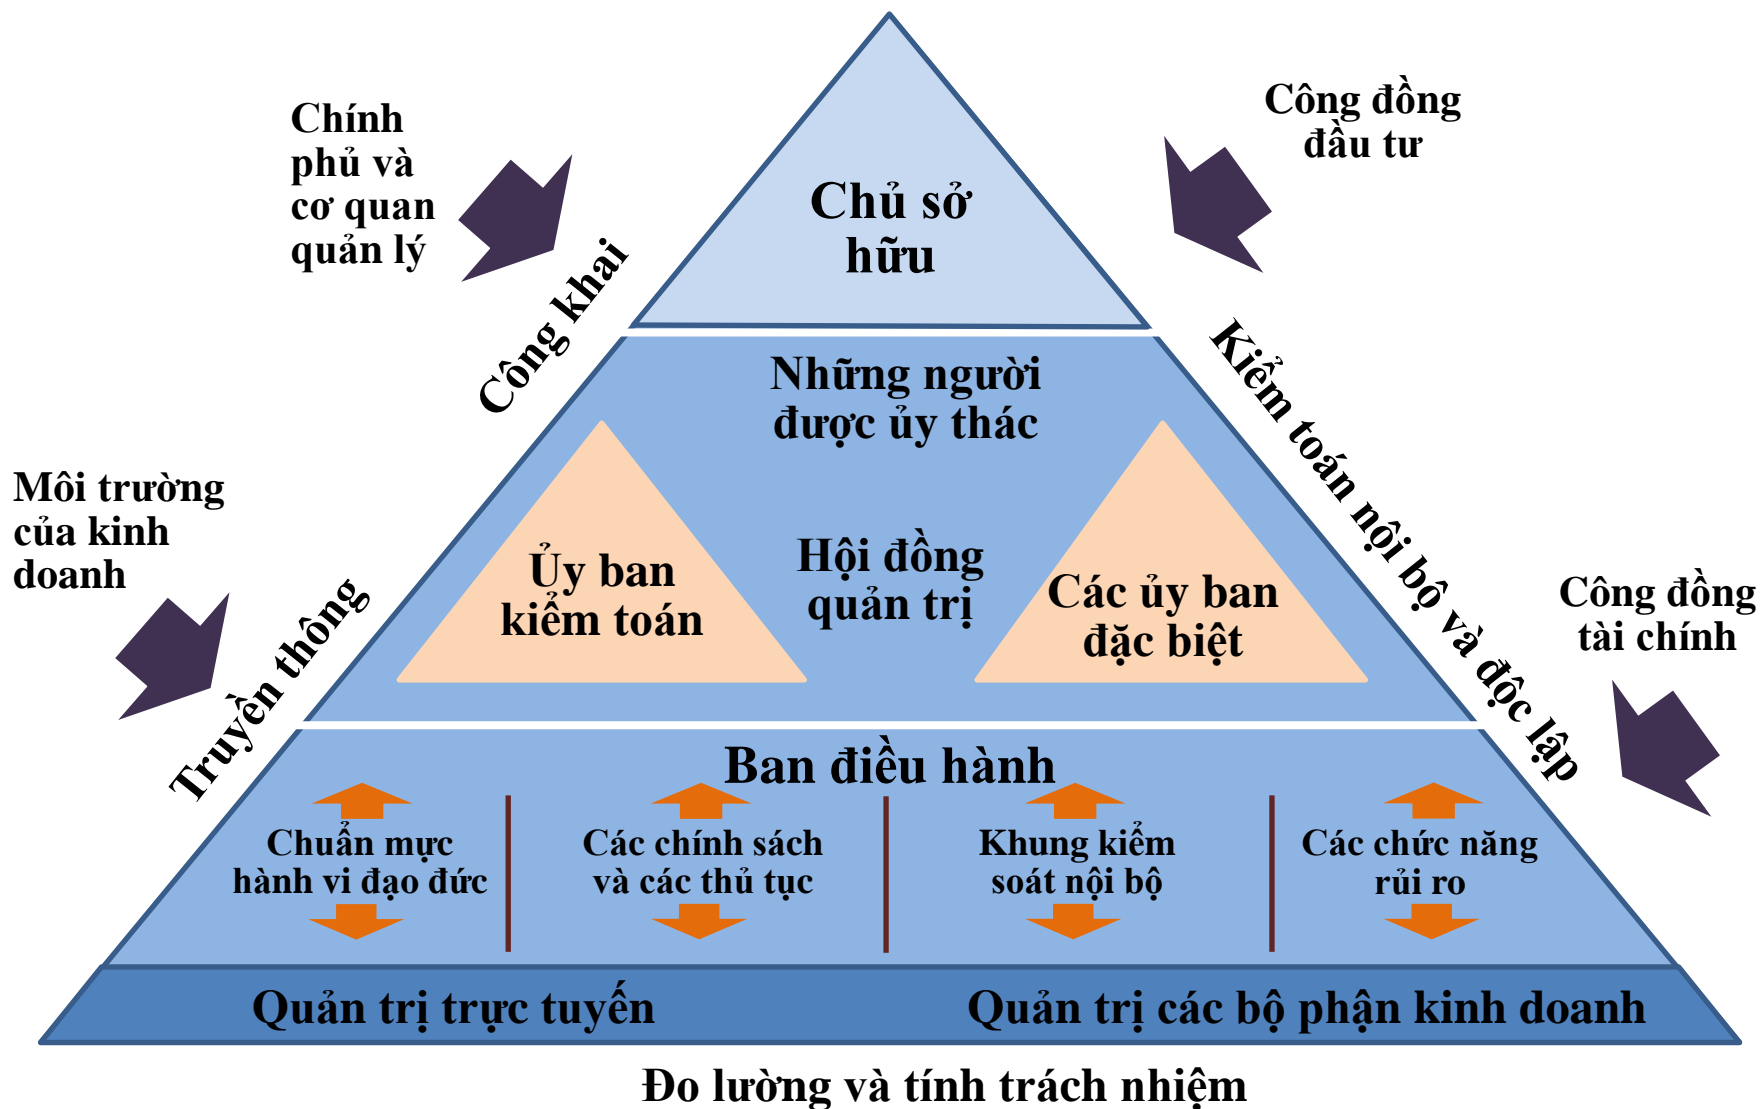 Chính
phủ và
cơ quan
quản lý
Công đồng
đầu tư
Chủ sở
hữu
Công khai
Kiểm toán nội bộ và độc lập
Những người
được ủy thác
Môi trường
của kinh
doanh
Truyền thông
Ủy ban
kiểm toán
Hội đồng
quản trị
Các ủy ban
đặc biệt
Công đồng
tài chính
Ban điều hành
Chuẩn mực
hành vi đạo đức
Các chính sách
và các thủ tục
Khung kiểm
soát nội bộ
Các chức năng
rủi ro
Quản trị trực tuyến
Quản trị các bộ phận kinh doanh
Đo lường và tính trách nhiệm